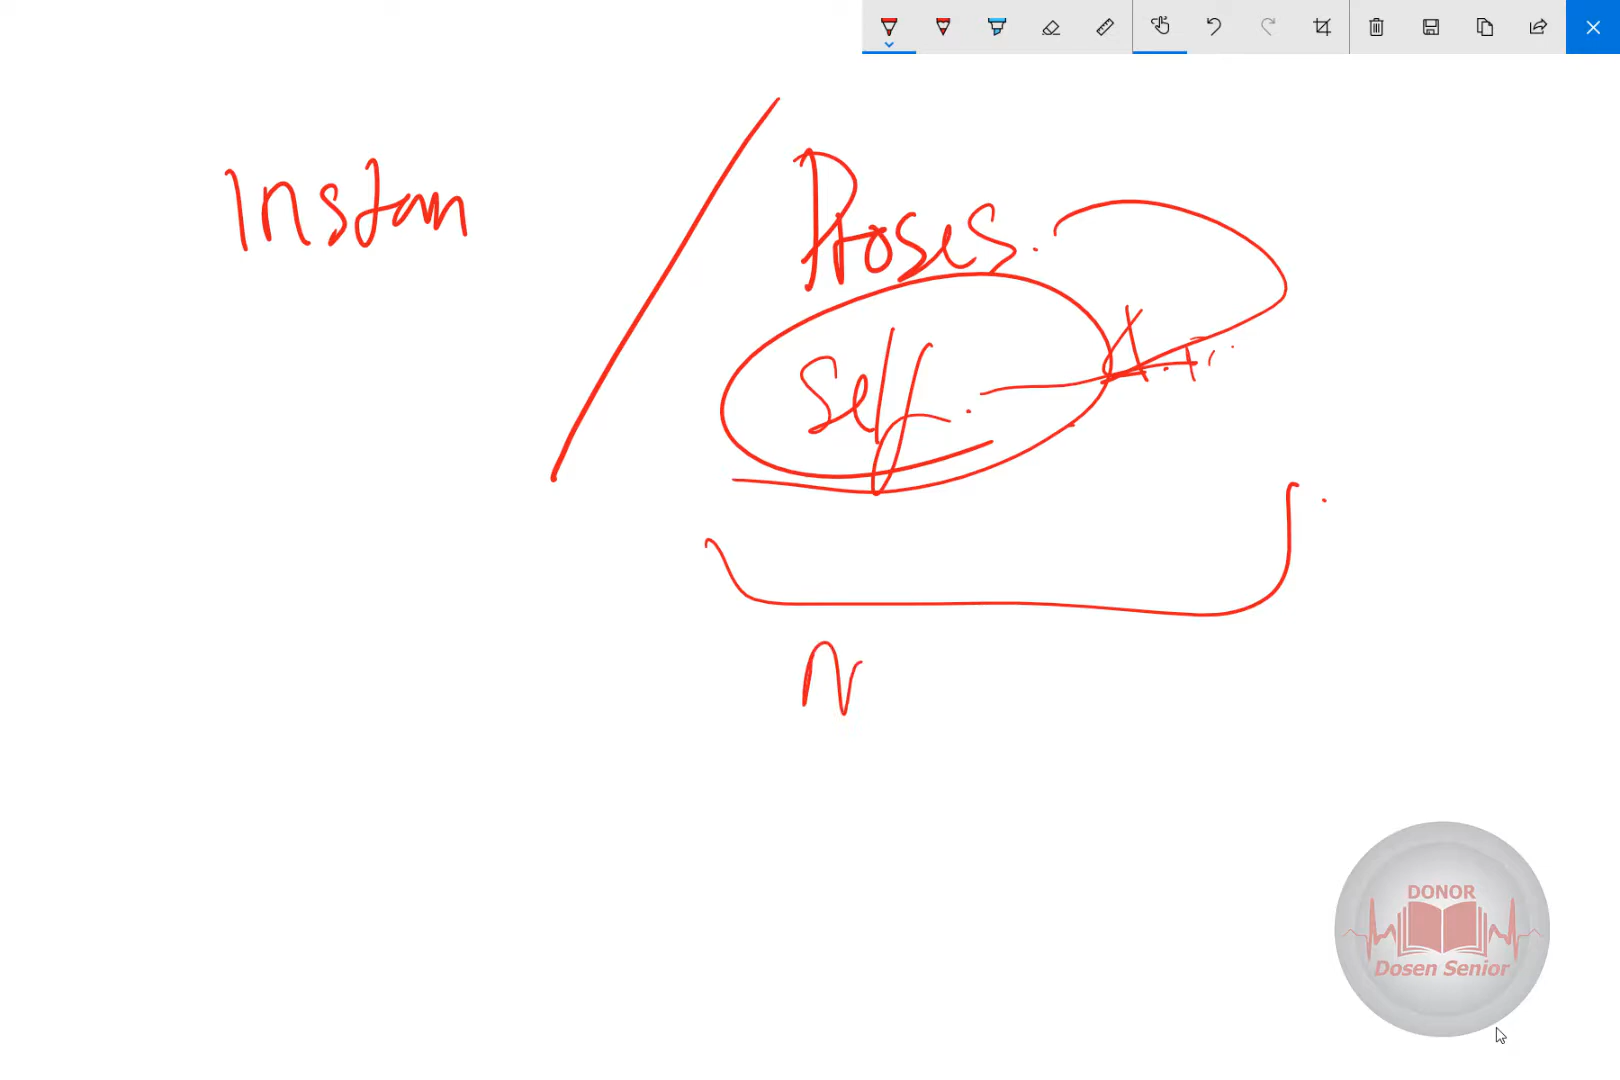 Instan
Proses.
Self.
N
DONOR
Dosen Senior